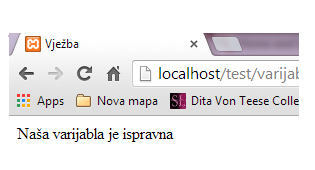 Vježba
localhost/test/varijab
Apps Nova mapa Dita Von Teese Colle
Naša varijabla je ispravna